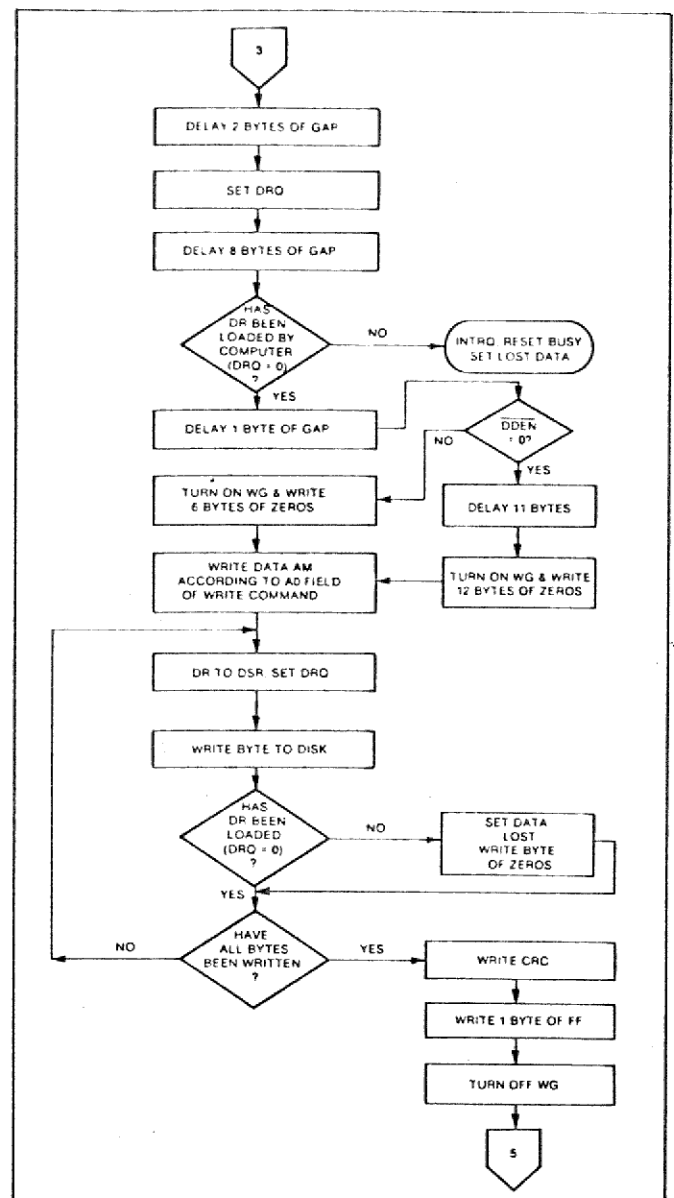 3
DELAY 2 BYTES OF GAP
SET DRQ
DELAY 8 BYTES OF GAP
HAS
DR BEEN
LOADED BY
COMPUTER
(DRQ = 0)
?
NO
INTRQ, RESET BUSY
SET LOST DATA
YES
DELAY 1 BYTE OF GAP
DDEN
= 0?
NO
YES
TURN ON WG & WRITE
6 BYTES OF ZEROS
DELAY 11 BYTES
WRITE DATA AM
ACCORDING TO A0 FIELD
OF WRITE COMMAND
TURN ON WG & WRITE
12 BYTES OF ZEROS
DR TO DSR, SET DRQ
WRITE BYTE TO DISK
HAS
DR BEEN
LOADED
(DRQ = 0)
?
NO
SET DATA
LOST
WRITE BYTE
OF ZEROS
YES
HAVE
ALL BYTES
BEEN WRITTEN
?
NO
YES
WRITE CRC
WRITE 1 BYTE OF FF
TURN OFF WG
5